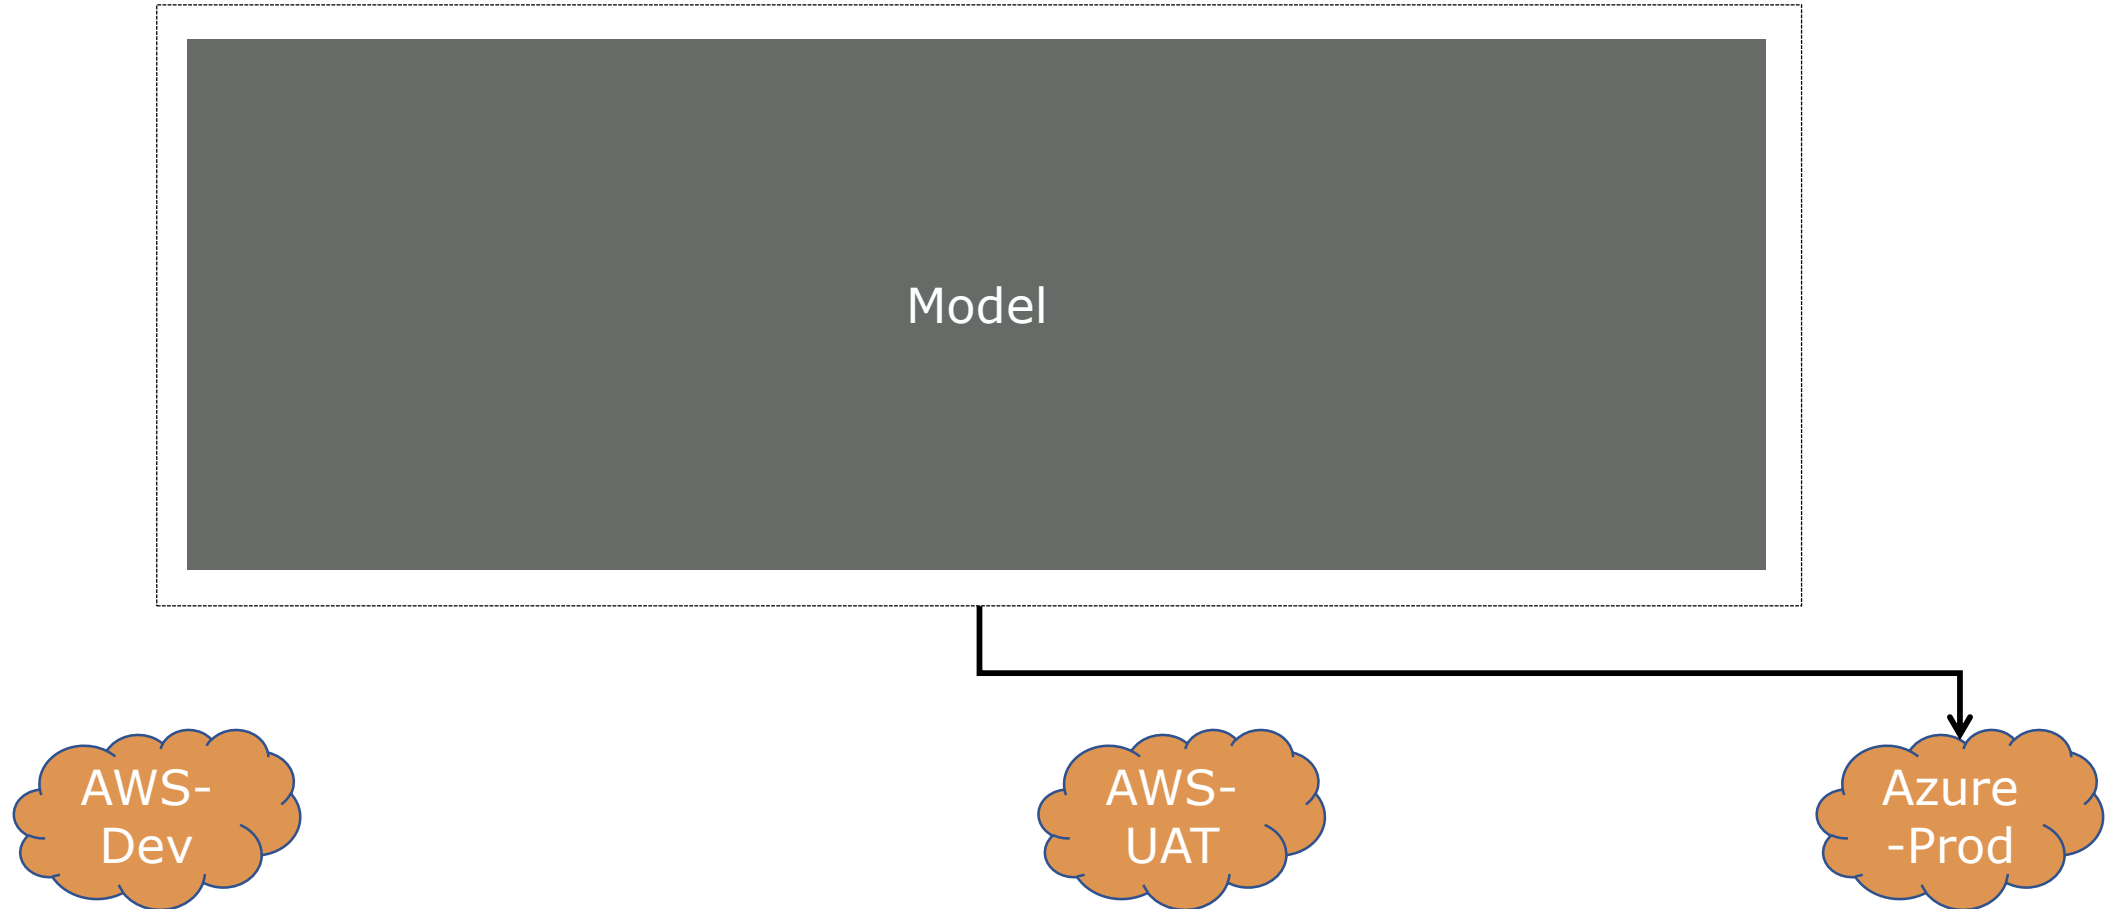 Model
AWS-
Dev
AWS-
UAT
Azure
-Prod